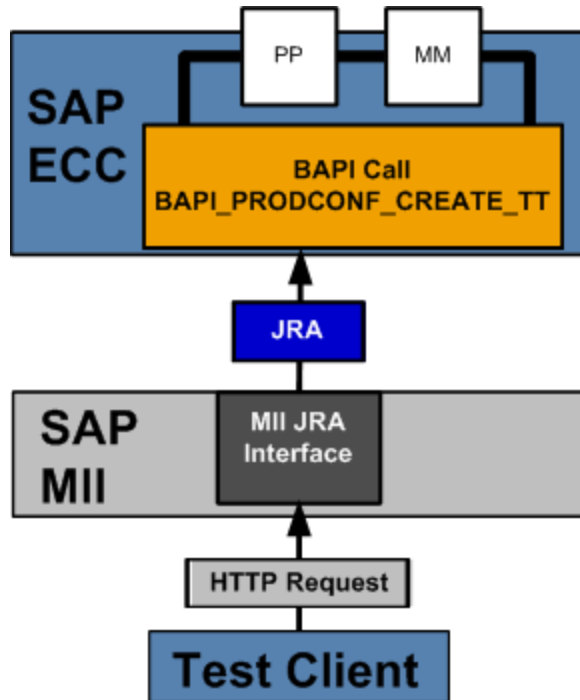 PP
MM
SAP
ECC
BAPI Call
BAPI_PRODCONF_CREATE_TT
JRA
SAP
MII
MII JRA
Interface
HTTP Request
Test Client